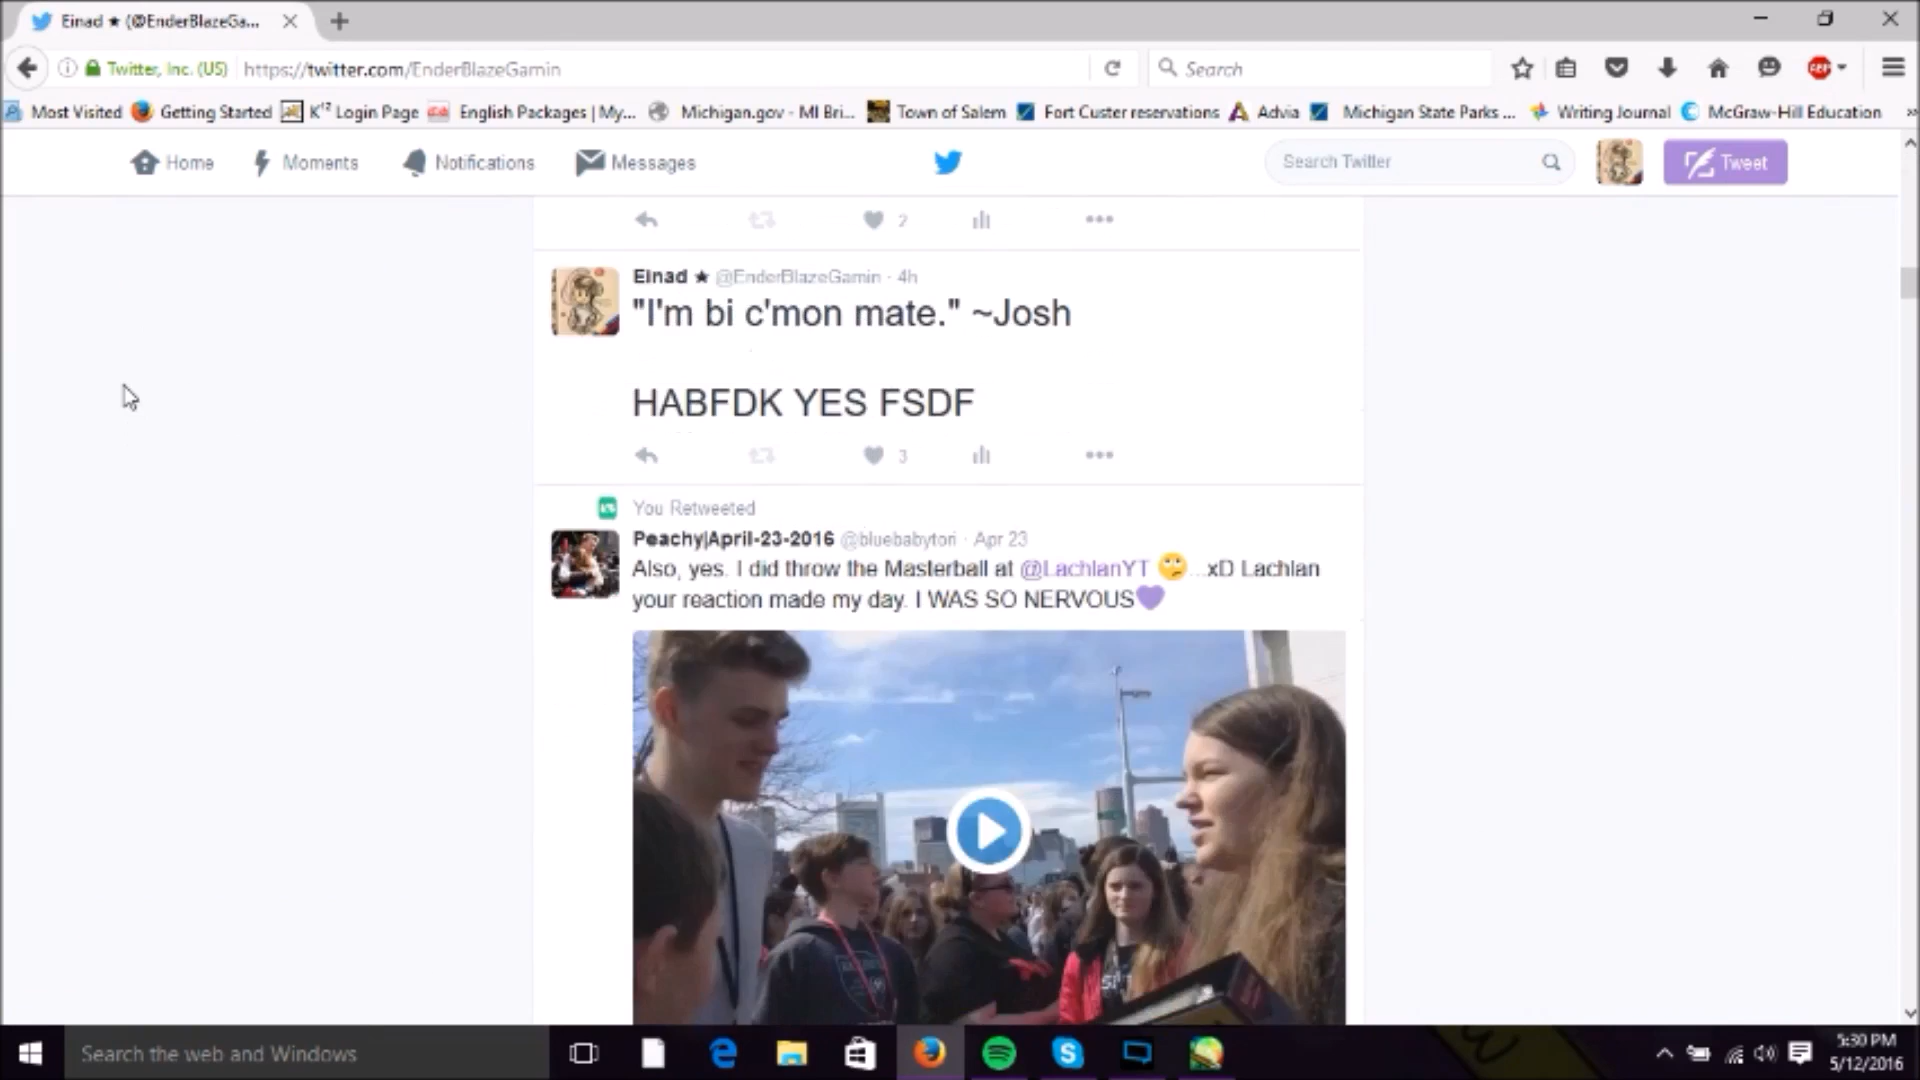 Einad ★ (@EnderBlazeGa...
Twitter, Inc. (US) https://twitter.com/EnderBlazeGamin
Search
ABP
Most Visited Getting Started K¹² Login Page English Packages | My... Michigan.gov - MI Bri... Town of Salem Fort Custer reservations Advia Michigan State Parks ... Writing Journal McGraw-Hill Education »
Home Moments Notifications Messages Search Twitter Tweet
2
Einad ★ @EnderBlazeGamin · 4h
"I'm bi c'mon mate." ~Josh
HABFDK YES FSDF
3
You Retweeted
Peachy|April-23-2016 @bluebabytori · Apr 23
Also, yes. I did throw the Masterball at @LachlanYT 🙄...xD Lachlan
your reaction made my day. I WAS SO NERVOUS💜
Search the web and Windows
5:30 PM
5/12/2016